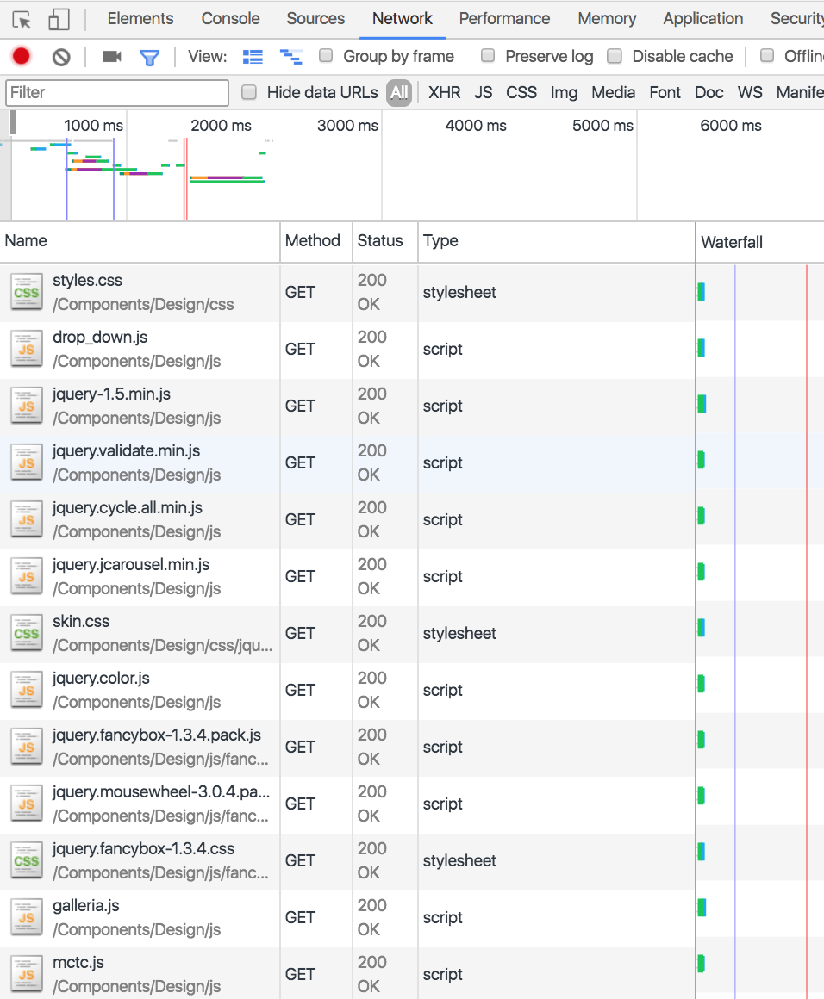 Elements Console Sources Network Performance Memory Application Security
View: Group by frame Preserve log Disable cache Offlin
Filter Hide data URLs All XHR JS CSS Img Media Font Doc WS Manife
1000 ms 2000 ms 3000 ms 4000 ms 5000 ms 6000 ms
Name Method Status Type Waterfall
styles.css 200
CSS GET stylesheet
/Components/Design/css OK
drop_down.js 200
JS GET script
/Components/Design/js OK
jquery-1.5.min.js 200
JS GET script
/Components/Design/js OK
jquery.validate.min.js 200
JS GET script
/Components/Design/js OK
jquery.cycle.all.min.js 200
JS GET script
/Components/Design/js OK
jquery.jcarousel.min.js 200
JS GET script
/Components/Design/js OK
skin.css 200
CSS GET stylesheet
/Components/Design/css/jqu... OK
jquery.color.js 200
JS GET script
/Components/Design/js OK
jquery.fancybox-1.3.4.pack.js 200
JS GET script
/Components/Design/js/fanc... OK
jquery.mousewheel-3.0.4.pa... 200
JS GET script
/Components/Design/js/fanc... OK
jquery.fancybox-1.3.4.css 200
CSS GET stylesheet
/Components/Design/js/fanc... OK
galleria.js 200
JS GET script
/Components/Design/js OK
mctc.js 200
JS GET script
/Components/Design/js OK